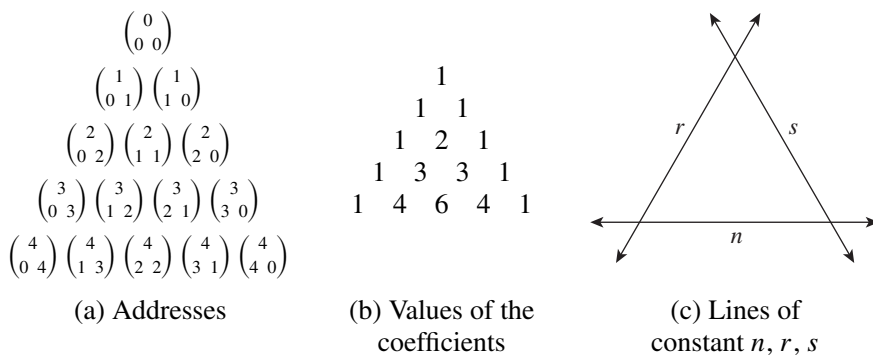 ( 0 0 0 )
( 1 0 1 ) ( 1 1 0 )
( 2 0 2 ) ( 2 1 1 ) ( 2 2 0 )
( 3 0 3 ) ( 3 1 2 ) ( 3 2 1 ) ( 3 3 0 )
( 4 0 4 ) ( 4 1 3 ) ( 4 2 2 ) ( 4 3 1 ) ( 4 4 0 )
(a) Addresses
1
1 1
1 2 1
1 3 3 1
1 4 6 4 1
(b) Values of the
coefficients
r
s
n
(c) Lines of
constant n, r, s